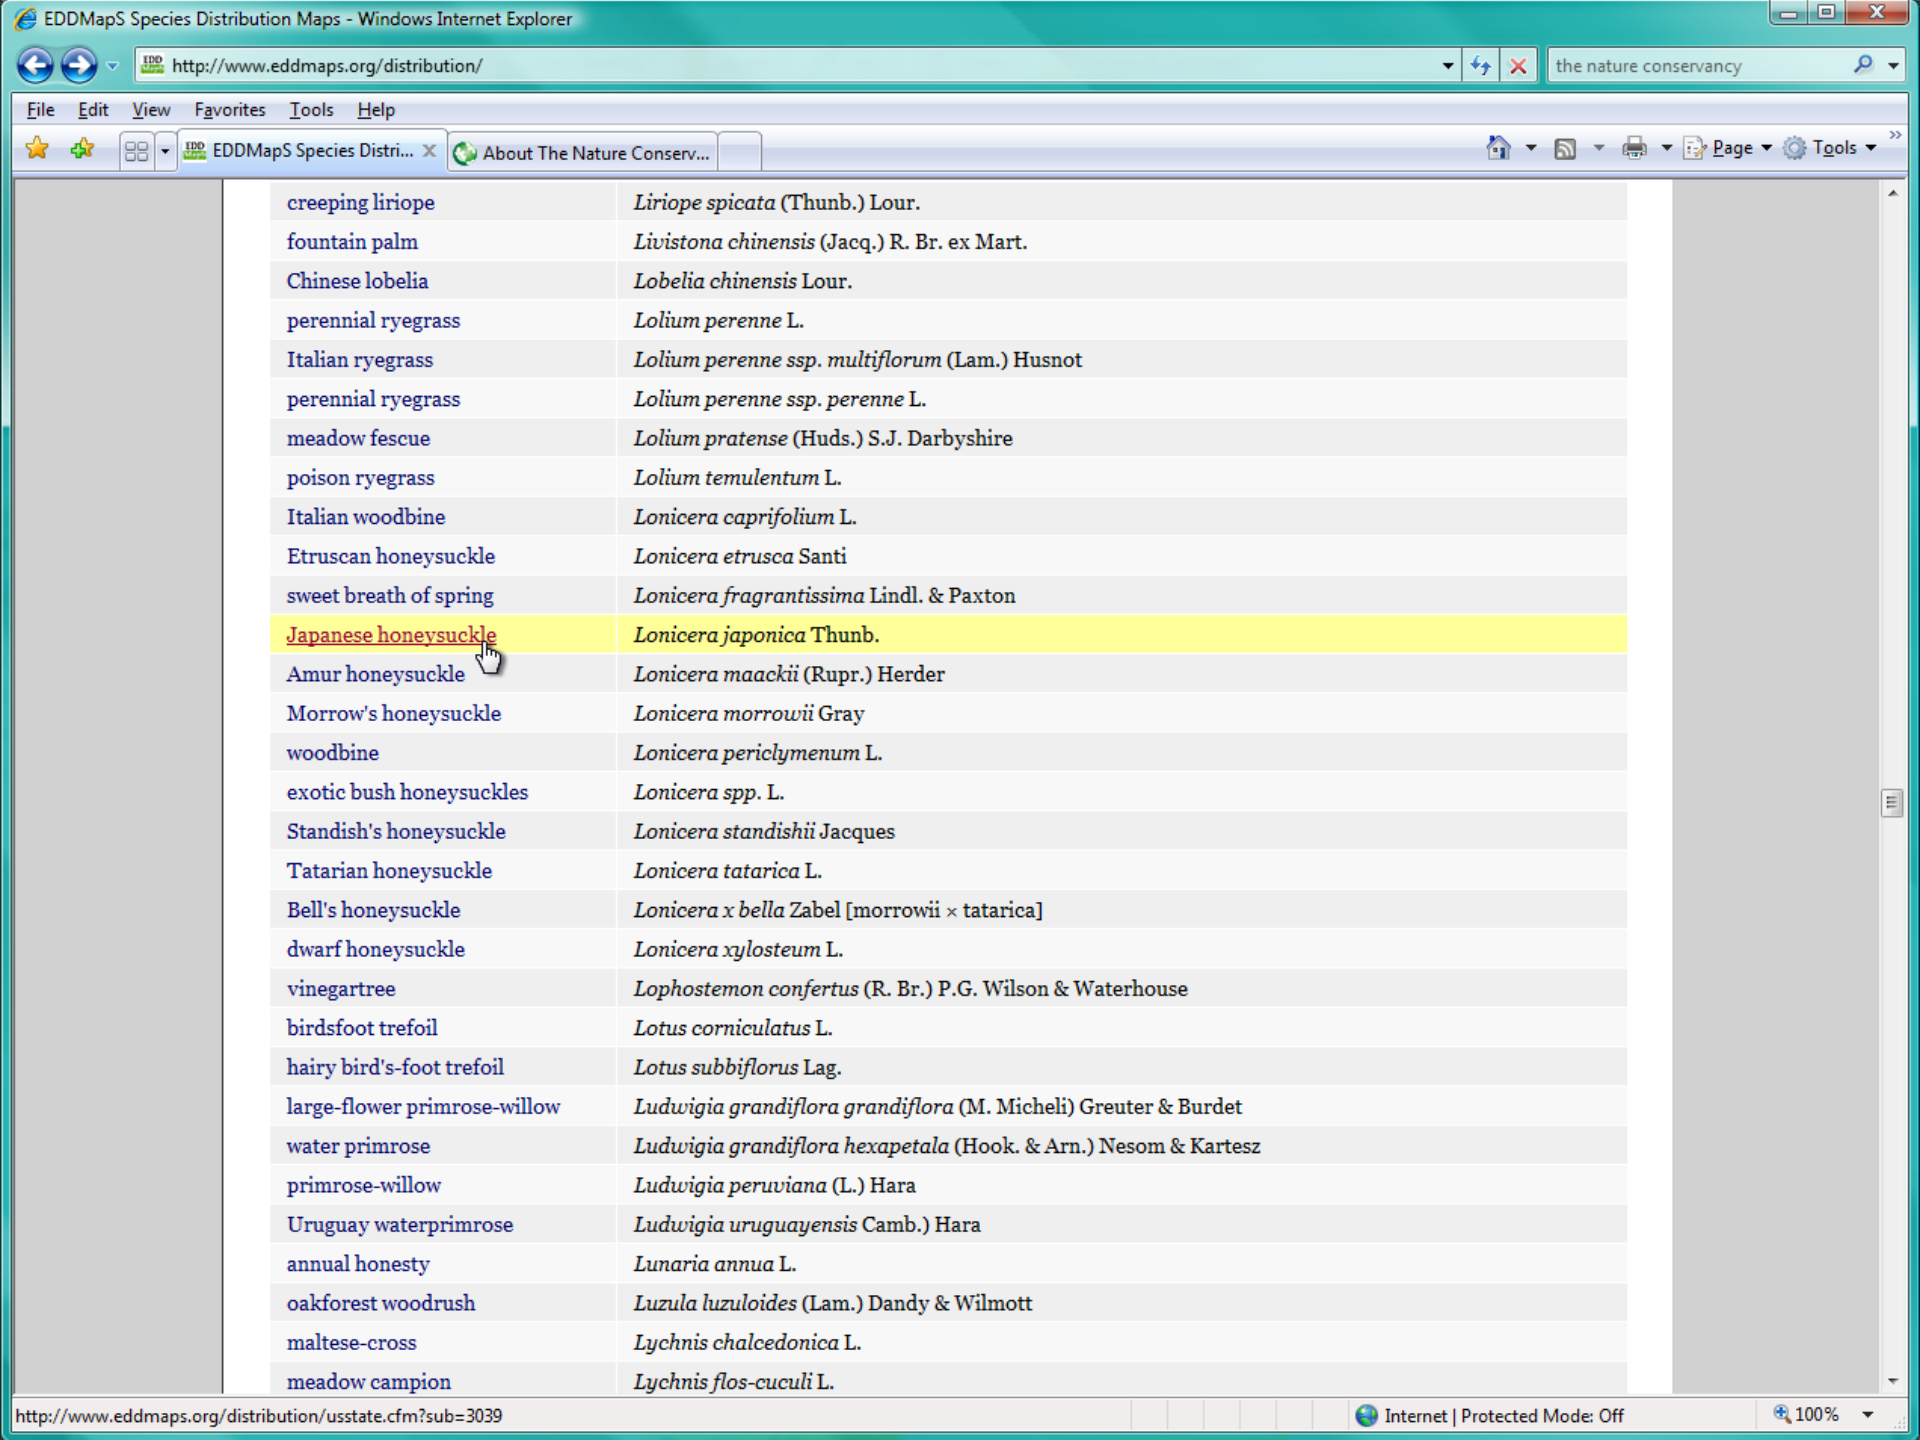 EDDMapS Species Distribution Maps - Windows Internet Explorer
http://www.eddmaps.org/distribution/
the nature conservancy
File Edit View Favorites Tools Help
EDD EDDMapS Species Distri... About The Nature Conserv... Page Tools
creeping liriope Liriope spicata (Thunb.) Lour.
fountain palm Livistona chinensis (Jacq.) R. Br. ex Mart.
Chinese lobelia Lobelia chinensis Lour.
perennial ryegrass Lolium perenne L.
Italian ryegrass Lolium perenne ssp. multiflorum (Lam.) Husnot
perennial ryegrass Lolium perenne ssp. perenne L.
meadow fescue Lolium pratense (Huds.) S.J. Darbyshire
poison ryegrass Lolium temulentum L.
Italian woodbine Lonicera caprifolium L.
Etruscan honeysuckle Lonicera etrusca Santi
sweet breath of spring Lonicera fragrantissima Lindl. & Paxton
Japanese honeysuckle Lonicera japonica Thunb.
Amur honeysuckle Lonicera maackii (Rupr.) Herder
Morrow's honeysuckle Lonicera morrowii Gray
woodbine Lonicera periclymenum L.
exotic bush honeysuckles Lonicera spp. L.
Standish's honeysuckle Lonicera standishii Jacques
Tatarian honeysuckle Lonicera tatarica L.
Bell's honeysuckle Lonicera x bella Zabel [morrowii × tatarica]
dwarf honeysuckle Lonicera xylosteum L.
vinegartree Lophostemon confertus (R. Br.) P.G. Wilson & Waterhouse
birdsfoot trefoil Lotus corniculatus L.
hairy bird's-foot trefoil Lotus subbiflorus Lag.
large-flower primrose-willow Ludwigia grandiflora grandiflora (M. Micheli) Greuter & Burdet
water primrose Ludwigia grandiflora hexapetala (Hook. & Arn.) Nesom & Kartesz
primrose-willow Ludwigia peruviana (L.) Hara
Uruguay waterprimrose Ludwigia uruguayensis Camb.) Hara
annual honesty Lunaria annua L.
oakforest woodrush Luzula luzuloides (Lam.) Dandy & Wilmott
maltese-cross Lychnis chalcedonica L.
meadow campion Lychnis flos-cuculi L.
http://www.eddmaps.org/distribution/usstate.cfm?sub=3039 Internet | Protected Mode: Off 100%